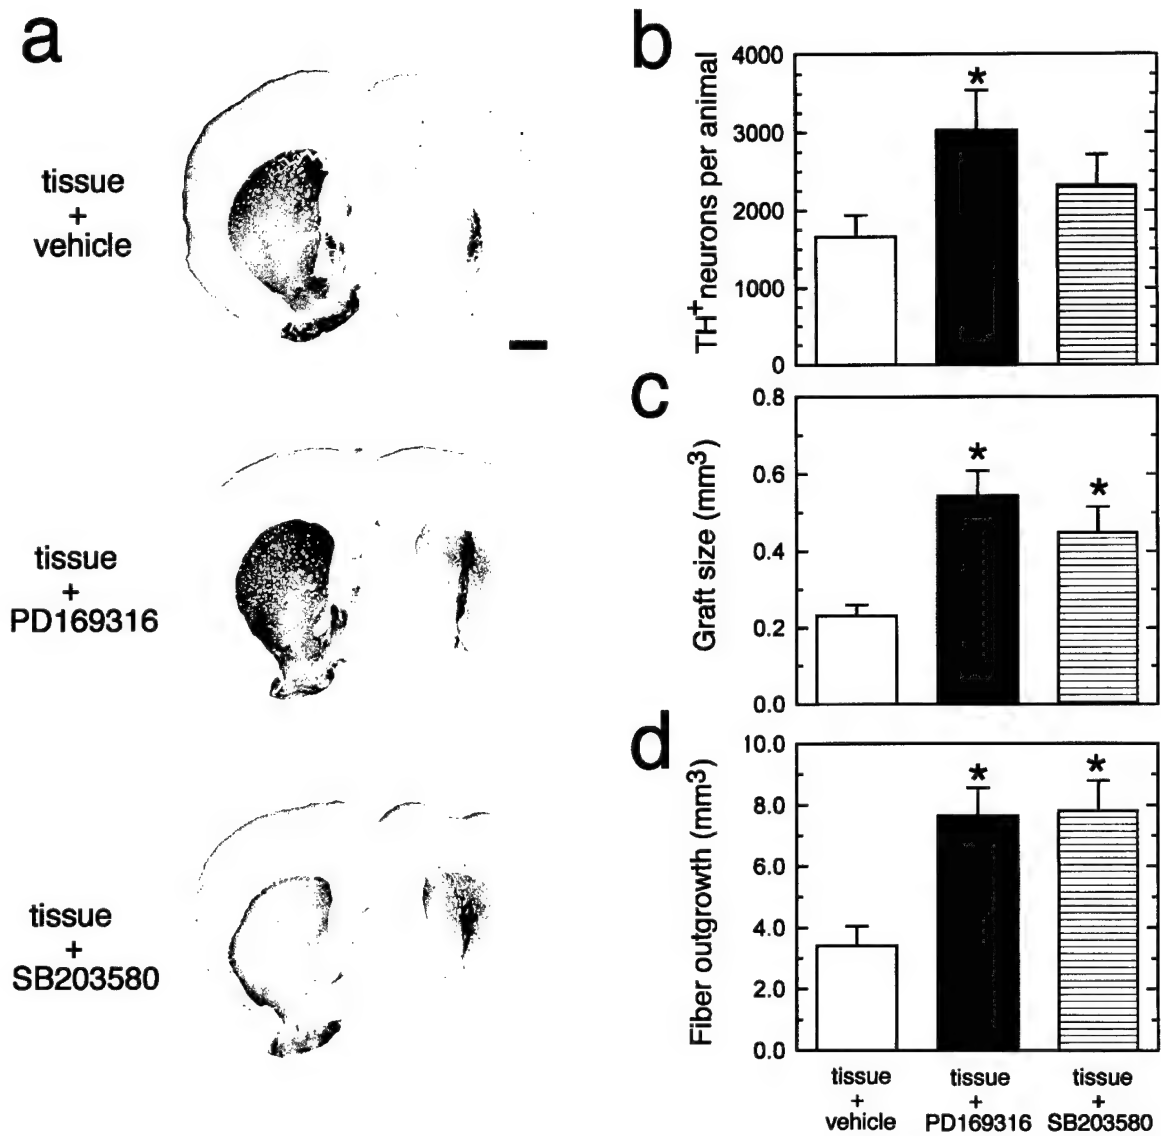 a
tissue
+
vehicle
tissue
+
PD169316
tissue
+
SB203580
b
TH+neurons per animal
4000
3000
2000
1000
0
*
c
Graft size (mm3)
0.8
0.6
0.4
0.2
0.0
*
*
d
Fiber outgrowth (mm3)
10.0
8.0
6.0
4.0
2.0
0.0
*
*
tissue
+
vehicle
tissue
+
PD169316
tissue
+
SB203580